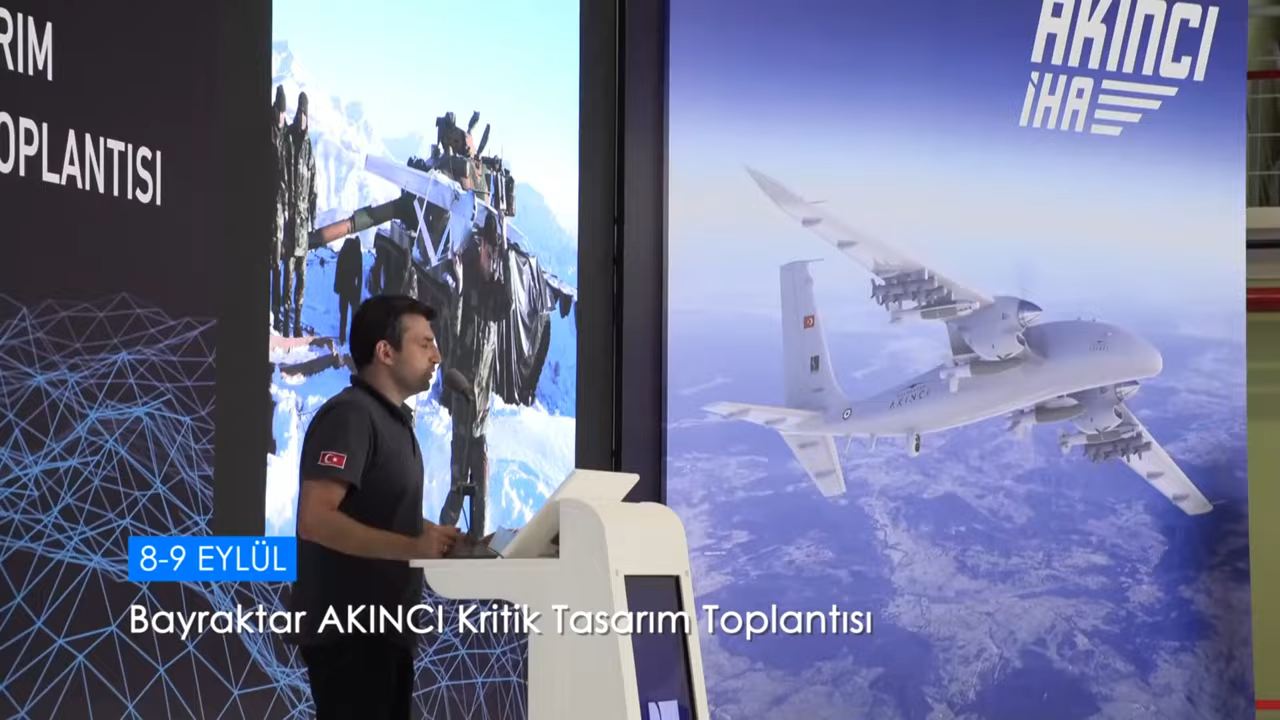 RIM
OPLANTISI
AKINCI
İHA
AKINCI
8-9 EYLÜL
Bayraktar AKINCI Kritik Tasarım Toplantısı